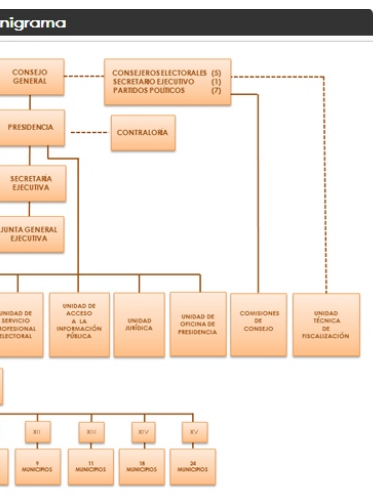 nigrama
CONSEJO
GENERAL
CONSEJEROS ELECTORALES (5)
SECRETARIO EJECUTIVO (1)
PARTIDOS POLÍTICOS (7)
PRESIDENCIA
CONTRALORÍA
SECRETARÍA
EJECUTIVA
JUNTA GENERAL
EJECUTIVA
UNIDAD DE
SERVICIO
ROFESIONAL
ELECTORAL
UNIDAD DE
ACCESO
A LA
INFORMACIÓN
PÚBLICA
UNIDAD
JURÍDICA
UNIDAD DE
OFICINA DE
PRESIDENCIA
COMISIONES
DE
CONSEJO
UNIDAD
TÉCNICA
DE
FISCALIZACIÓN
XII
XIII
XIV
XV
9
MUNICIPIOS
11
MUNICIPIOS
18
MUNICIPIOS
24
MUNICIPIOS